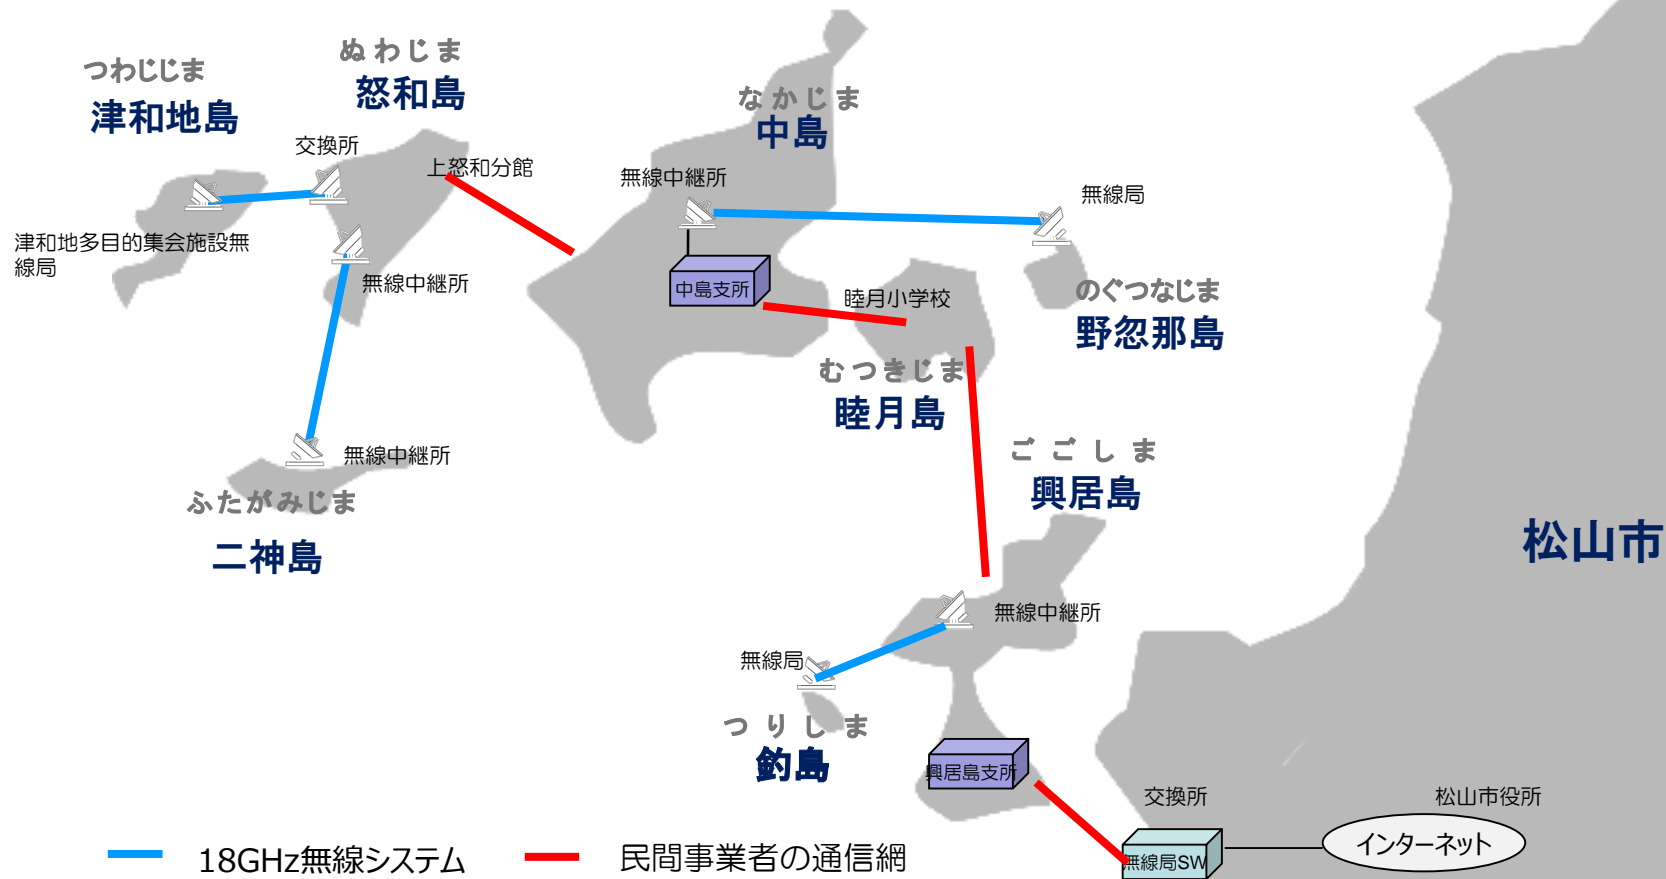 つわじじま
津和地島
ぬわじま
怒和島
なかじま
中島
交換所
上怒和分館
無線中継所
無線局
津和地多目的集会施設無
線局
無線中継所
中島支所
睦月小学校
のぐつなじま
野忽那島
むつきじま
睦月島
無線中継所
ふたがみじま
二神島
ごごしま
興居島
松山市
無線中継所
無線局
つりしま
釣島
興居島支所
交換所
松山市役所
無線局SW
インターネット
18GHz無線システム
民間事業者の通信網